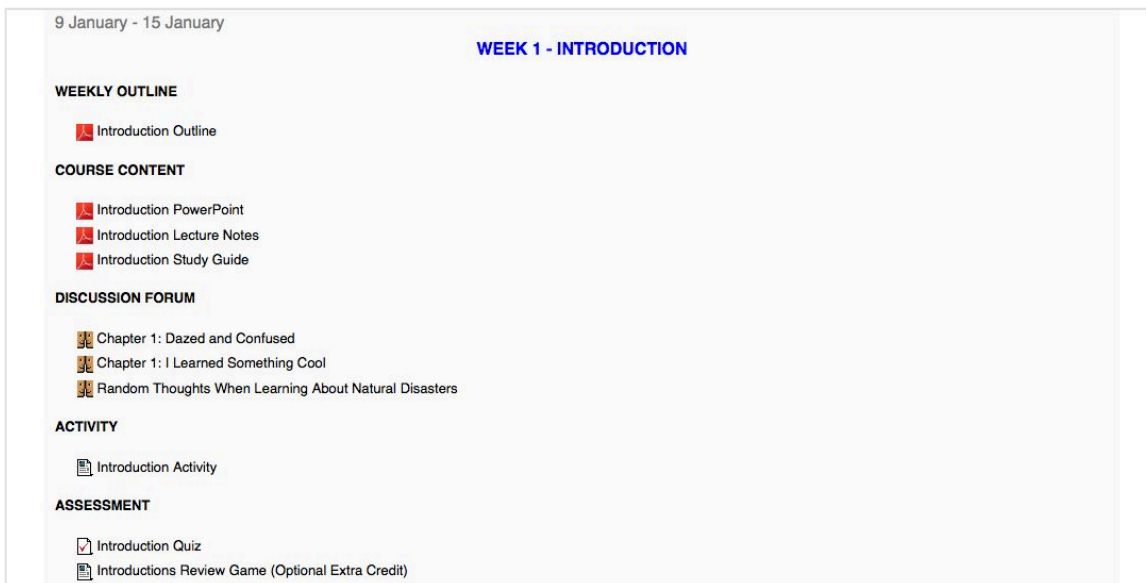 9 January - 15 January
WEEK 1 - INTRODUCTION
WEEKLY OUTLINE
Introduction Outline
COURSE CONTENT
Introduction PowerPoint
Introduction Lecture Notes
Introduction Study Guide
DISCUSSION FORUM
Chapter 1: Dazed and Confused
Chapter 1: I Learned Something Cool
Random Thoughts When Learning About Natural Disasters
ACTIVITY
Introduction Activity
ASSESSMENT
Introduction Quiz
Introductions Review Game (Optional Extra Credit)